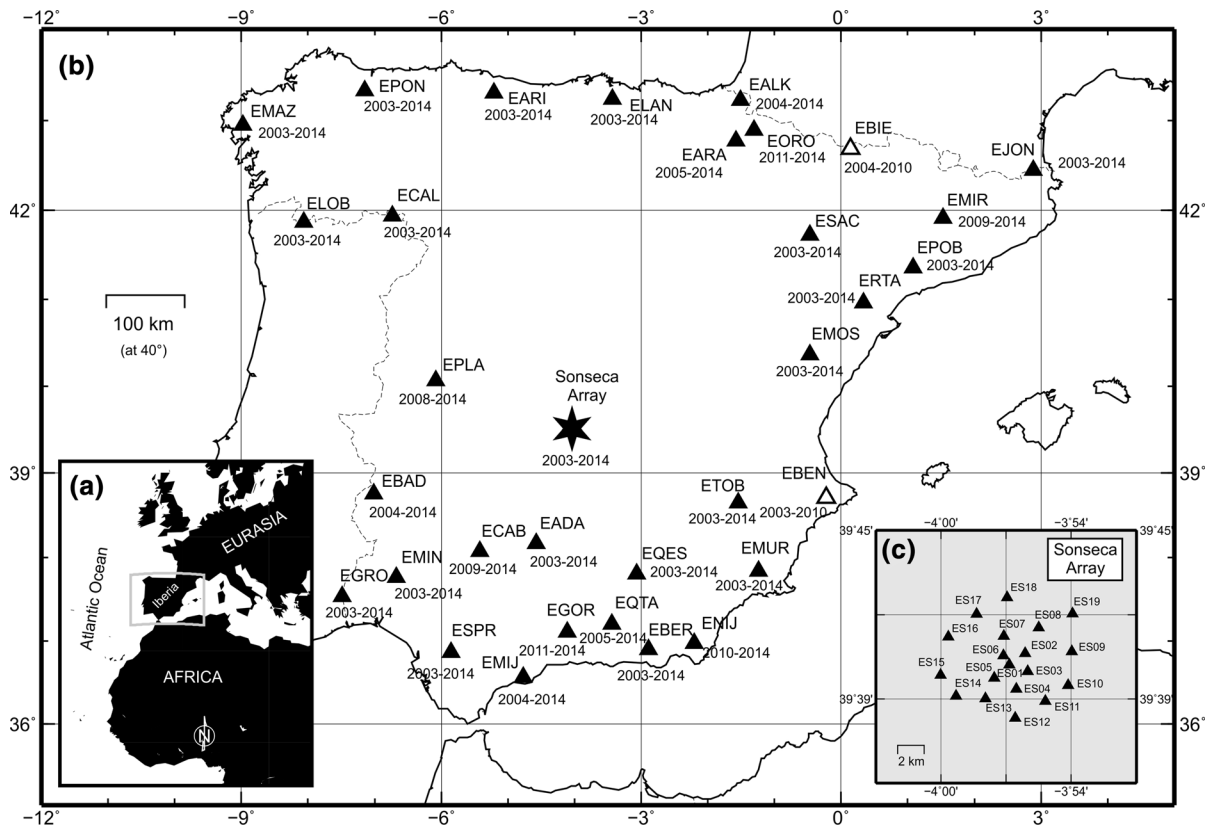 −12
−9
−6
−3
0
3°
(b)
EPON
2003-2014
EMAZ
2003-2014
EARI
2003-2014
ELAN
2003-2014
EALK
2004-2014
EORO
2011-2014
EARA
2005-2014
EBIE
2004-2010
EJON
2003-2014
42°
42°
ELOB
2003-2014
ECAL
2003-2014
ESAC
2003-2014
EMIR
2009-2014
EPOB
2003-2014
ERTA
2003-2014
100 km
(at 40°)
EMOS
2003-2014
EPLA
2008-2014
Sonseca
Array
2003-2014
39°
39°
EBAD
2004-2014
ETOB
2003-2014
EBEN
2003-2010
ECAB
2009-2014
EADA
2003-2014
EMIN
EGRO
2003-2014
EQES
2003-2014
EMUR
2003-2014
EGOR
2011-2014
EQTA
2005-2014
EBER
2003-2014
ENIJ
2010-2014
ESPR
2003-2014
EMIJ
2004-2014
36°
36°
−12
−9
−6
−3
0
3°
(a)
EURASIA
Atlantic Ocean
Iberia
AFRICA
N
(c)
−4°00'
−3°54'
39°45'
39°45'
Sonseca
Array
ES18
ES17
ES19
ES08
ES07
ES16
ES02
ES06
ES09
ES15
ES05
ES01
ES03
ES14
ES04
ES10
39°39'
39°39'
ES13
ES11
ES12
2 km
−4°00'
−3°54'